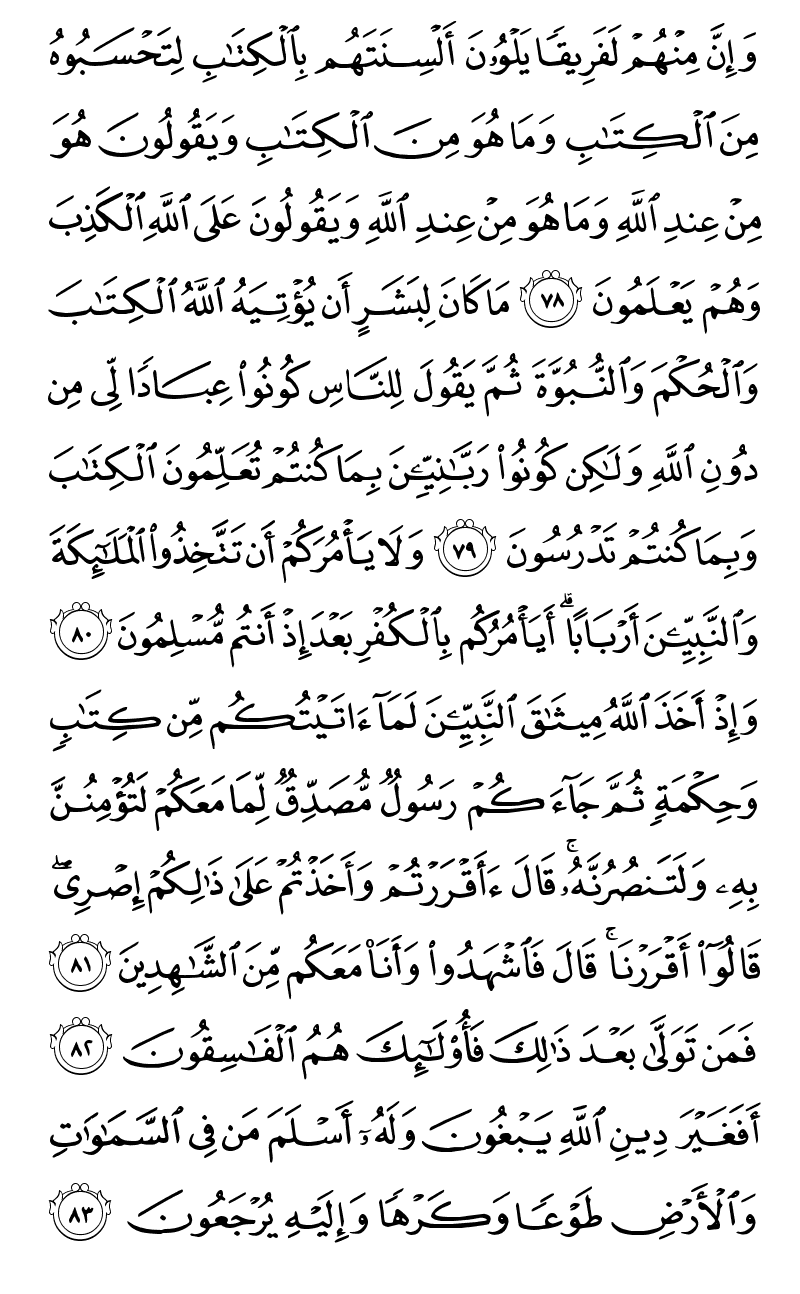 وَإِنَّ مِنْهُمْ لَفَرِيقًا يَلْوُۥنَ أَلْسِنَتَهُم بِٱلْكِتَٰبِ لِتَحْسَبُوهُ
مِنَ ٱلْكِتَٰبِ وَمَا هُوَ مِنَ ٱلْكِتَٰبِ وَيَقُولُونَ هُوَ
مِنْ عِندِ ٱللَّهِ وَمَا هُوَ مِنْ عِندِ ٱللَّهِ وَيَقُولُونَ عَلَى ٱللَّهِ ٱلْكَذِبَ
وَهُمْ يَعْلَمُونَ ٧٨ مَا كَانَ لِبَشَرٍ أَن يُؤْتِيَهُ ٱللَّهُ ٱلْكِتَٰبَ
وَٱلْحُكْمَ وَٱلنُّبُوَّةَ ثُمَّ يَقُولَ لِلنَّاسِ كُونُوا۟ عِبَادًا لِّى مِن
دُونِ ٱللَّهِ وَلَٰكِن كُونُوا۟ رَبَّٰنِيِّۦنَ بِمَا كُنتُمْ تُعَلِّمُونَ ٱلْكِتَٰبَ
وَبِمَا كُنتُمْ تَدْرُسُونَ ٧٩ وَلَا يَأْمُرَكُمْ أَن تَتَّخِذُوا۟ ٱلْمَلَٰٓئِكَةَ
وَٱلنَّبِيِّۦنَ أَرْبَابًا ۗ أَيَأْمُرُكُم بِٱلْكُفْرِ بَعْدَ إِذْ أَنتُم مُّسْلِمُونَ ٨٠
وَإِذْ أَخَذَ ٱللَّهُ مِيثَٰقَ ٱلنَّبِيِّۦنَ لَمَآ ءَاتَيْتُكُم مِّن كِتَٰبٍ
وَحِكْمَةٍ ثُمَّ جَآءَكُمْ رَسُولٌ مُّصَدِّقٌ لِّمَا مَعَكُمْ لَتُؤْمِنُنَّ
بِهِۦ وَلَتَنصُرُنَّهُۥ ۚ قَالَ ءَأَقْرَرْتُمْ وَأَخَذْتُمْ عَلَىٰ ذَٰلِكُمْ إِصْرِى ۖ
قَالُوٓا۟ أَقْرَرْنَا ۚ قَالَ فَٱشْهَدُوا۟ وَأَنَا۠ مَعَكُم مِّنَ ٱلشَّٰهِدِينَ ٨١
فَمَن تَوَلَّىٰ بَعْدَ ذَٰلِكَ فَأُو۟لَٰٓئِكَ هُمُ ٱلْفَٰسِقُونَ ٨٢
أَفَغَيْرَ دِينِ ٱللَّهِ يَبْغُونَ وَلَهُۥٓ أَسْلَمَ مَن فِى ٱلسَّمَٰوَٰتِ
وَٱلْأَرْضِ طَوْعًا وَكَرْهًا وَإِلَيْهِ يُرْجَعُونَ ٨٣